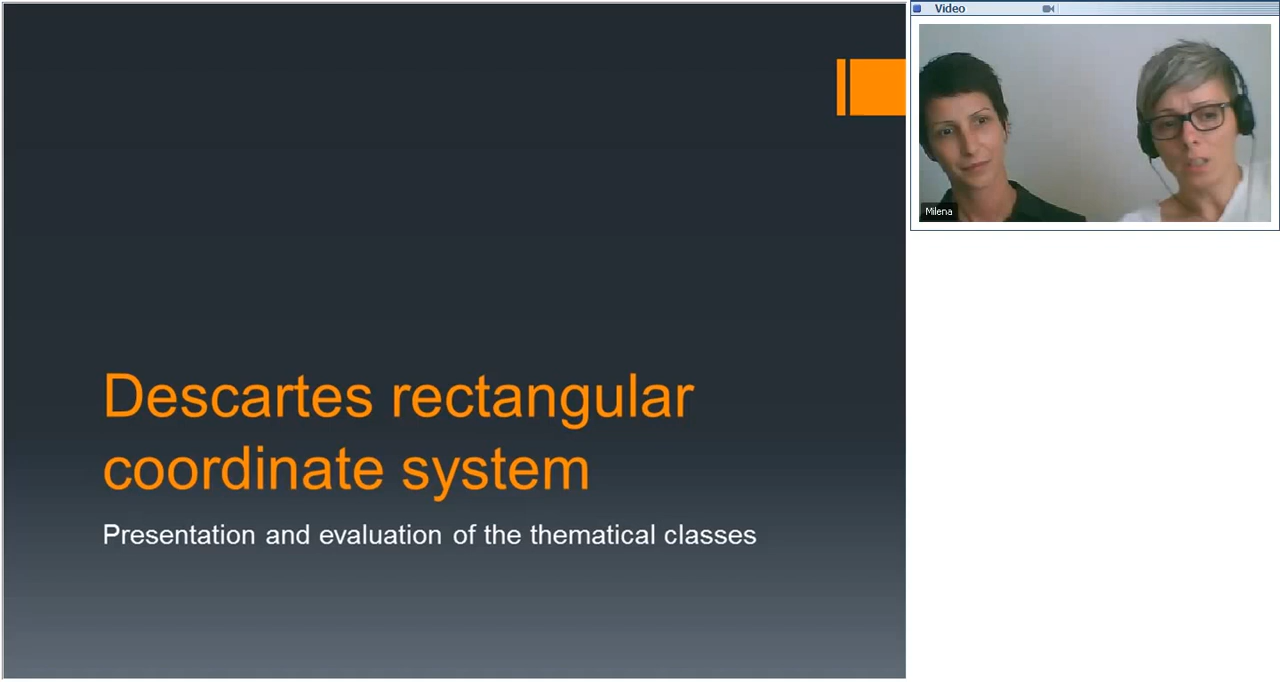 Video
Milena
Descartes rectangular
coordinate system
Presentation and evaluation of the thematical classes